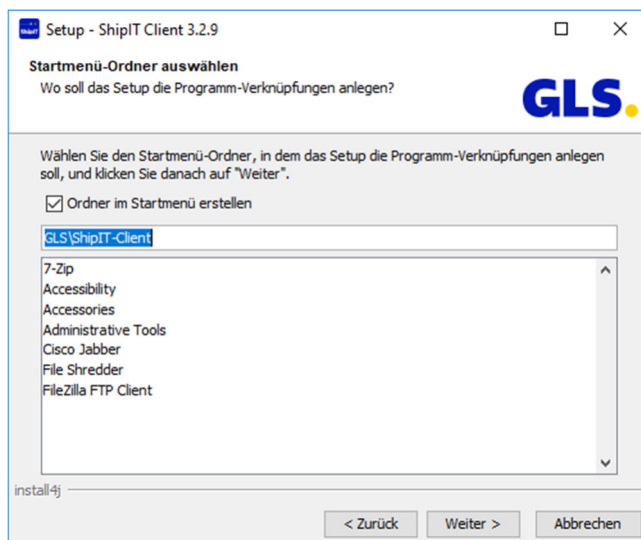 ShipIT
Setup - ShipIT Client 3.2.9
Startmenü-Ordner auswählen
Wo soll das Setup die Programm-Verknüpfungen anlegen?
GLS.
Wählen Sie den Startmenü-Ordner, in dem das Setup die Programm-Verknüpfungen anlegen
soll, und klicken Sie danach auf "Weiter".
Ordner im Startmenü erstellen
GLS\ShipIT-Client
7-Zip
Accessibility
Accessories
Administrative Tools
Cisco Jabber
File Shredder
FileZilla FTP Client
install4j
< Zurück
Weiter >
Abbrechen